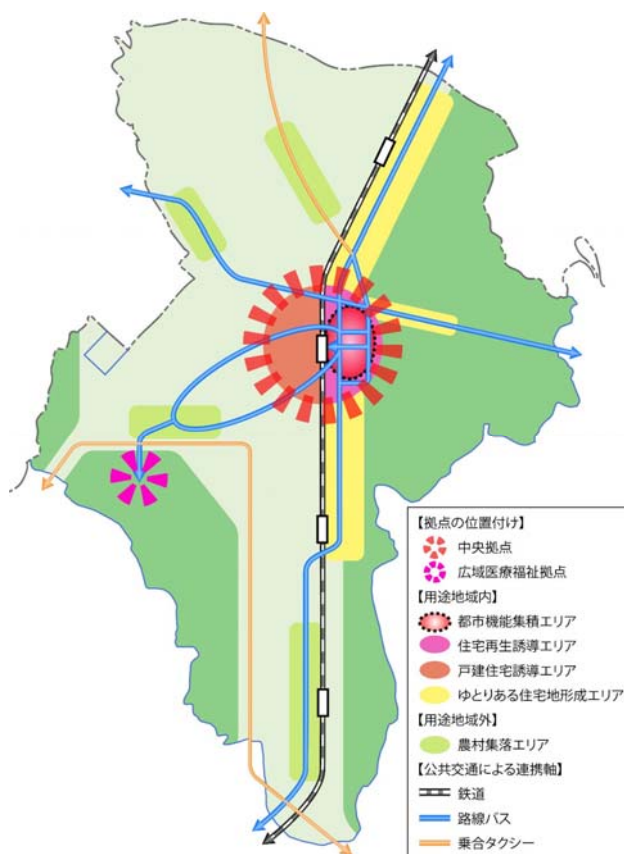 【拠点の位置付け】
中央拠点
広域医療福祉拠点
【用途地域内】
都市機能集積エリア
住宅再生誘導エリア
戸建住宅誘導エリア
ゆとりある住宅地形成エリア
【用途地域外】
農村集落エリア
【公共交通による連携軸】
鉄道
路線バス
乗合タクシー